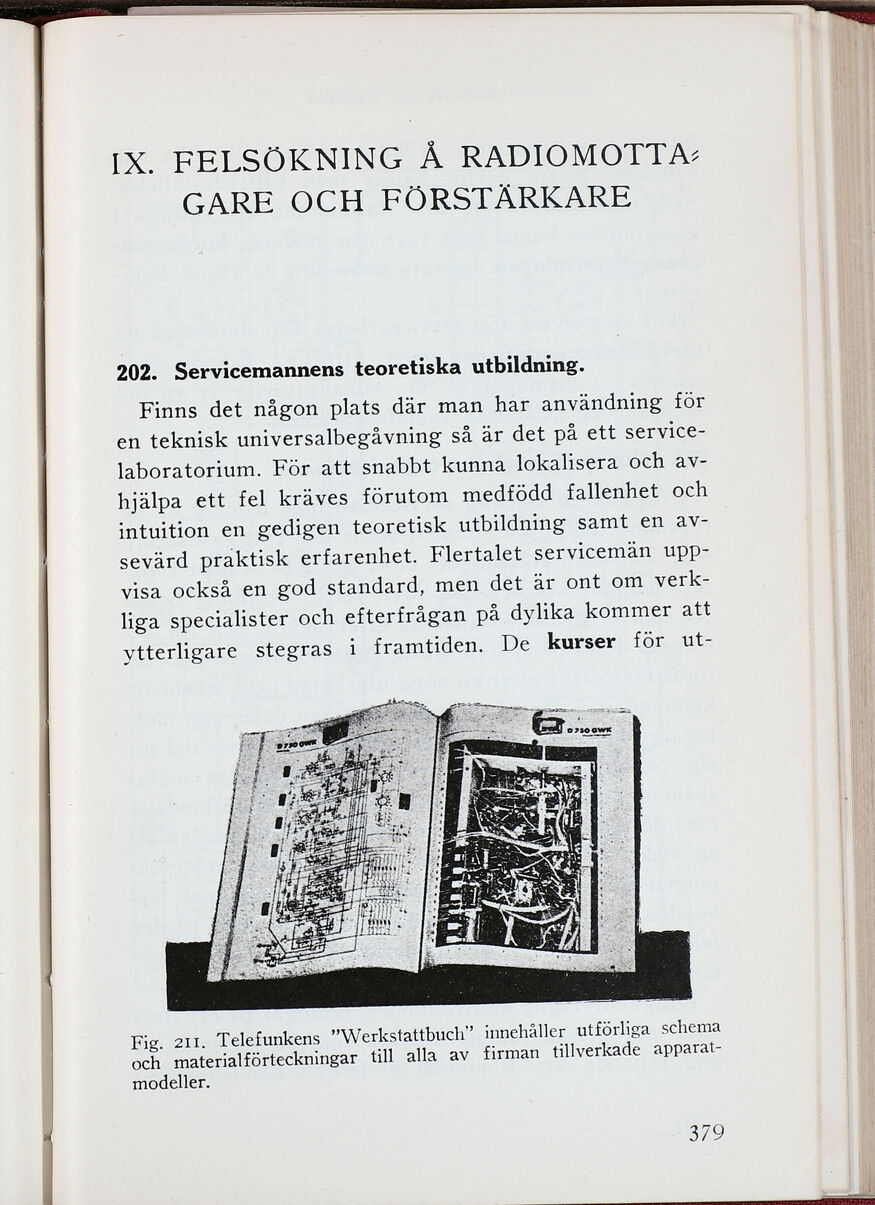 IX. FELSÖKNING Å RADIOMOTTA-
GARE OCH FÖRSTÄRKARE
202. Servicemannens teoretiska utbildning.
Finns det någon plats där man har användning för
en teknisk universalbegåvning så är det på ett service-
laboratorium. För att snabbt kunna lokalisera och av-
hjälpa ett fel kräves förutom medfödd fallenhet och
intuition en gedigen teoretisk utbildning samt en av-
sevärd praktisk erfarenhet. Flertalet servicemän upp-
visa också en god standard, men det är ont om verk-
liga specialister och efterfrågan på dylika kommer att
ytterligare stegras i framtiden. De kurser för ut-
D 750 GWK
D 750 GWK
Fig. 211. Telefunkens "Werkstattbuch" innehåller utförliga schema
och materialförteckningar till alla av firman tillverkade apparat-
modeller.
379